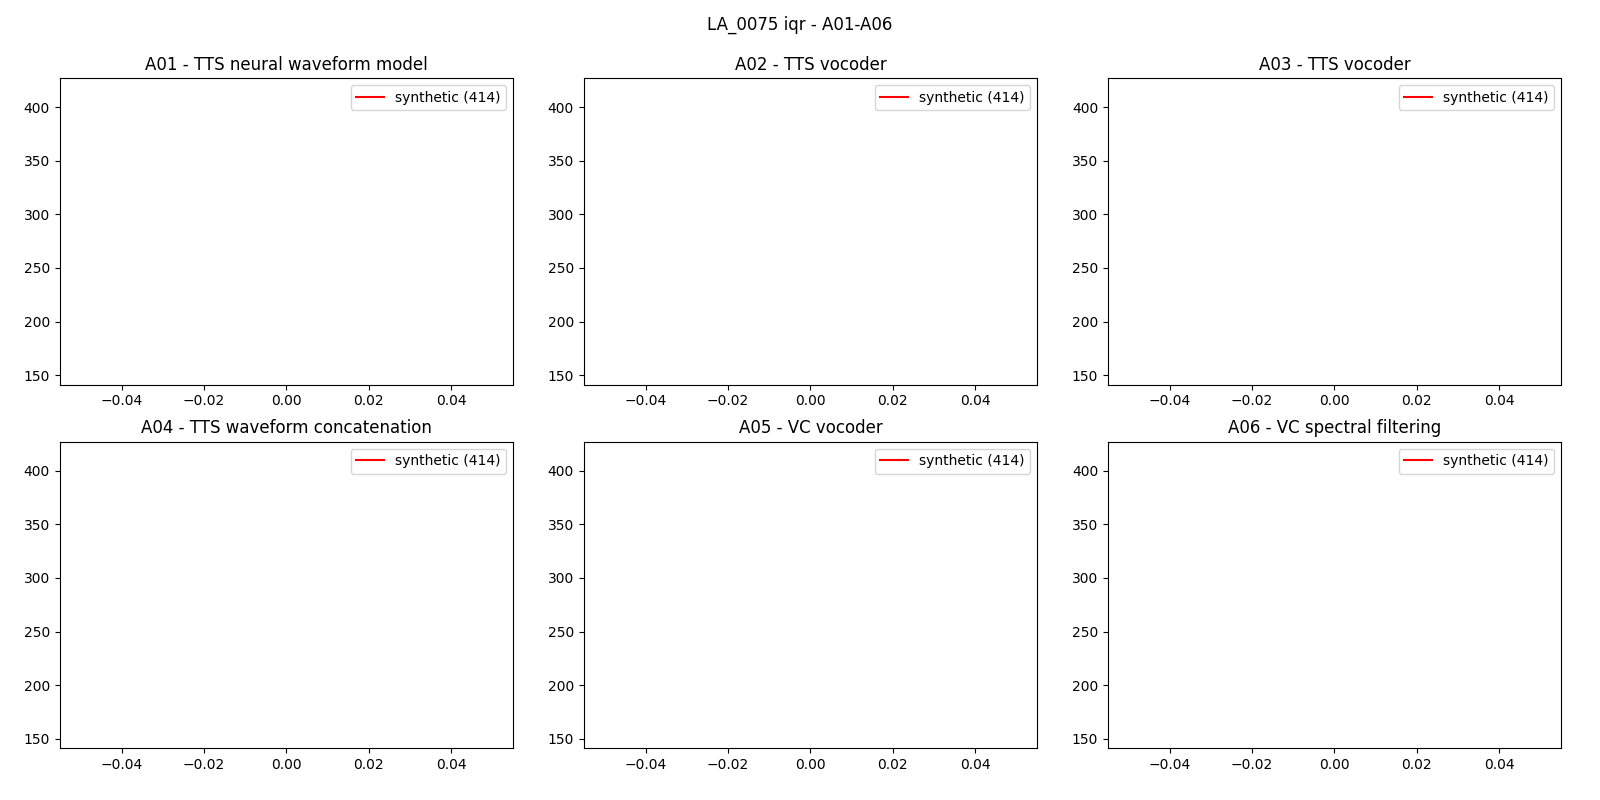 LA_0075 iqr - A01-A06
A01 - TTS neural waveform model
synthetic (414)
400
350
300
250
200
150
−0.04 −0.02 0.00 0.02 0.04
A02 - TTS vocoder
synthetic (414)
400
350
300
250
200
150
−0.04 −0.02 0.00 0.02 0.04
A03 - TTS vocoder
synthetic (414)
400
350
300
250
200
150
−0.04 −0.02 0.00 0.02 0.04
A04 - TTS waveform concatenation
synthetic (414)
400
350
300
250
200
150
−0.04 −0.02 0.00 0.02 0.04
A05 - VC vocoder
synthetic (414)
400
350
300
250
200
150
−0.04 −0.02 0.00 0.02 0.04
A06 - VC spectral filtering
synthetic (414)
400
350
300
250
200
150
−0.04 −0.02 0.00 0.02 0.04